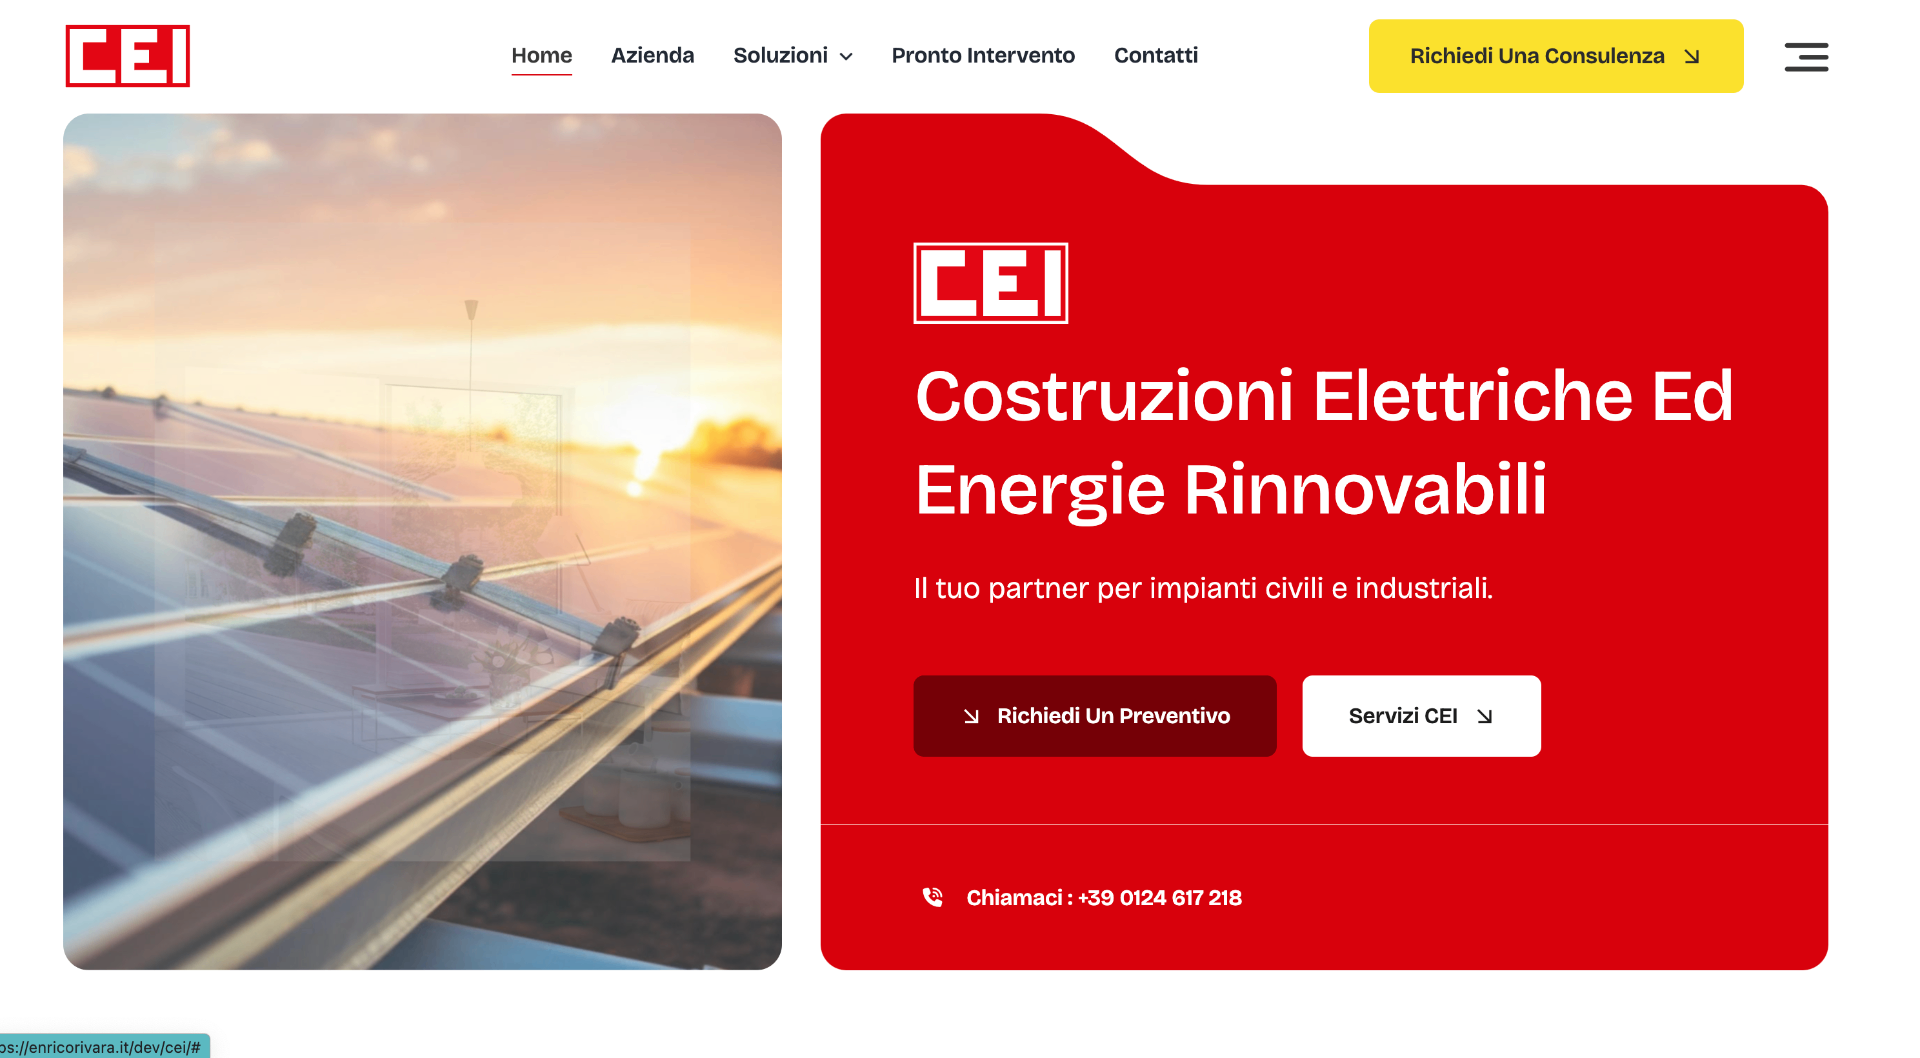 CEI
Home
Azienda
Soluzioni
Pronto Intervento
Contatti
Richiedi Una Consulenza
CEI
Costruzioni Elettriche Ed
Energie Rinnovabili
Il tuo partner per impianti civili e industriali.
Richiedi Un Preventivo
Servizi CEI
Chiamaci : +39 0124 617 218
ps://enricorivara.it/dev/cei/#